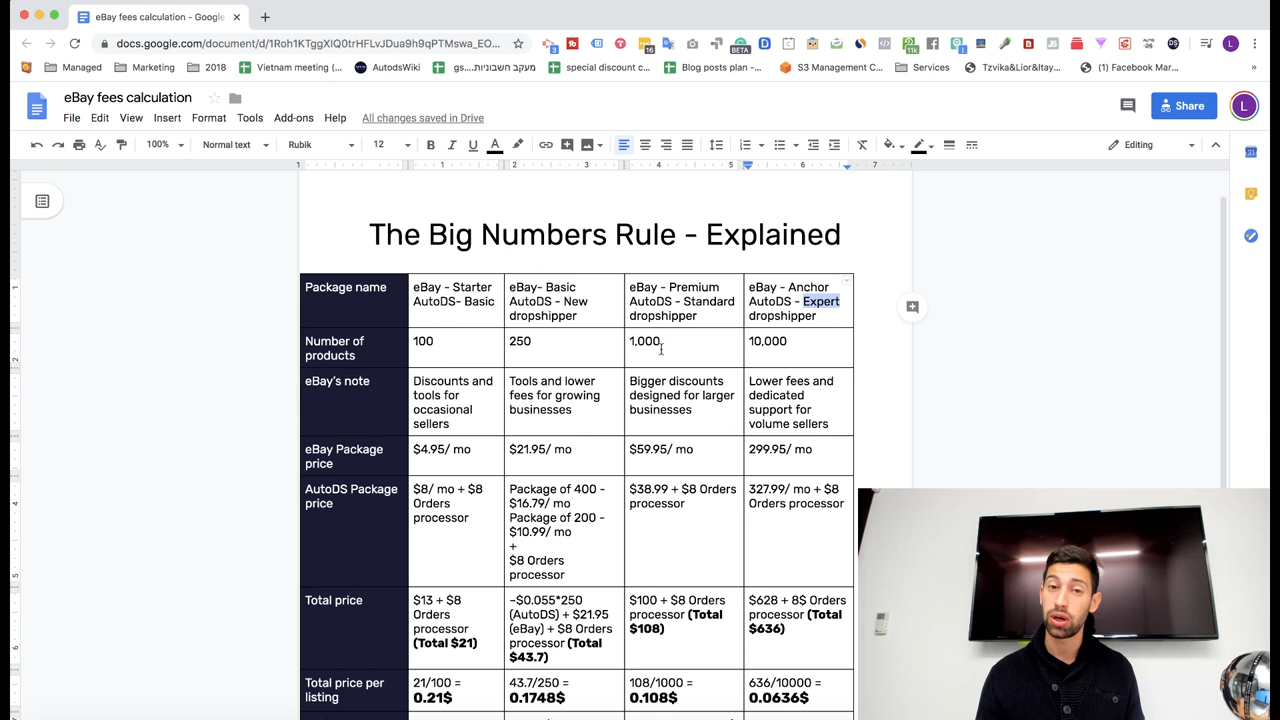 eBay fees calculation - Google
docs.google.com/document/d/1Roh1KTggXIQ0trHFLvJDua9h9qPTMswa_EO...
Managed
Marketing
2018
Vietnam meeting (...
AutodsWiki
gs....מעקב חשבוניות
special discount c...
Blog posts plan -...
S3 Management C...
Services
Tzvika&Lior&Itay...
(1) Facebook Mar...
»
eBay fees calculation
File Edit View Insert Format Tools Add-ons Help All changes saved in Drive
Share
L
100% Normal text Rubik 12 B I U A Editing
1 1 2 3 4 5 6 7
The Big Numbers Rule - Explained
Package name
eBay - Starter
AutoDS- Basic
eBay- Basic
AutoDS - New
dropshipper
eBay - Premium
AutoDS - Standard
dropshipper
eBay - Anchor
AutoDS - Expert
dropshipper
Number of
products
100
250
1,000
10,000
eBay's note
Discounts and
tools for
occasional
sellers
Tools and lower
fees for growing
businesses
Bigger discounts
designed for larger
businesses
Lower fees and
dedicated
support for
volume sellers
eBay Package
price
$4.95/ mo
$21.95/ mo
$59.95/ mo
299.95/ mo
AutoDS Package
price
$8/ mo + $8
Orders
processor
Package of 400 -
$16.79/ mo
Package of 200 -
$10.99/ mo
+
$8 Orders
processor
$38.99 + $8 Orders
processor
327.99/ mo + $8
Orders processor
Total price
$13 + $8
Orders
processor
(Total $21)
~$0.055*250
(AutoDS) + $21.95
(eBay) + $8 Orders
processor (Total
$43.7)
$100 + $8 Orders
processor (Total
$108)
$628 + 8$ Orders
processor (Total
$636)
Total price per
listing
21/100 =
0.21$
43.7/250 =
0.1748$
108/1000 =
0.108$
636/10000 =
0.0636$